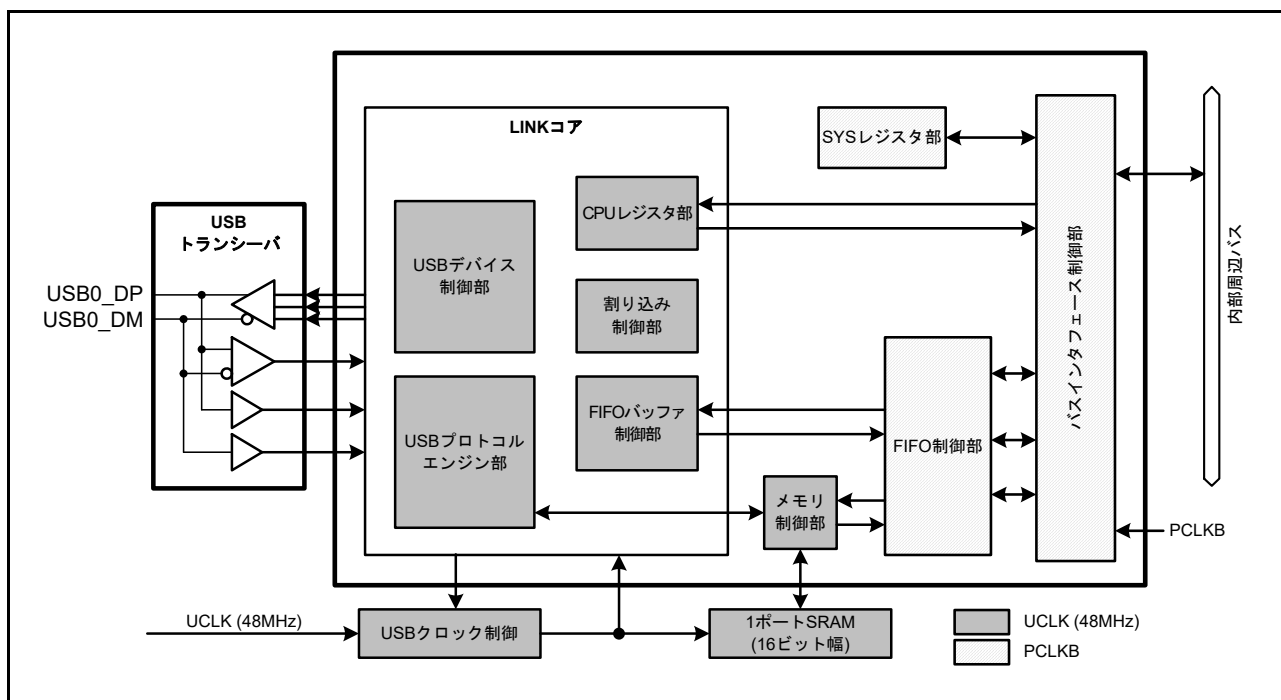 LINKコア
SYSレジスタ部
CPUレジスタ部
USB
トランシーバ
USBデバイス
制御部
USB0_DP
USB0_DM
割り込み
制御部
バスインタフェース制御部
内部周辺バス
USBプロトコル
エンジン部
FIFOバッファ
制御部
FIFO制御部
メモリ
制御部
PCLKB
UCLK (48MHz)
USBクロック制御
1ポートSRAM
(16ビット幅)
UCLK (48MHz)
PCLKB